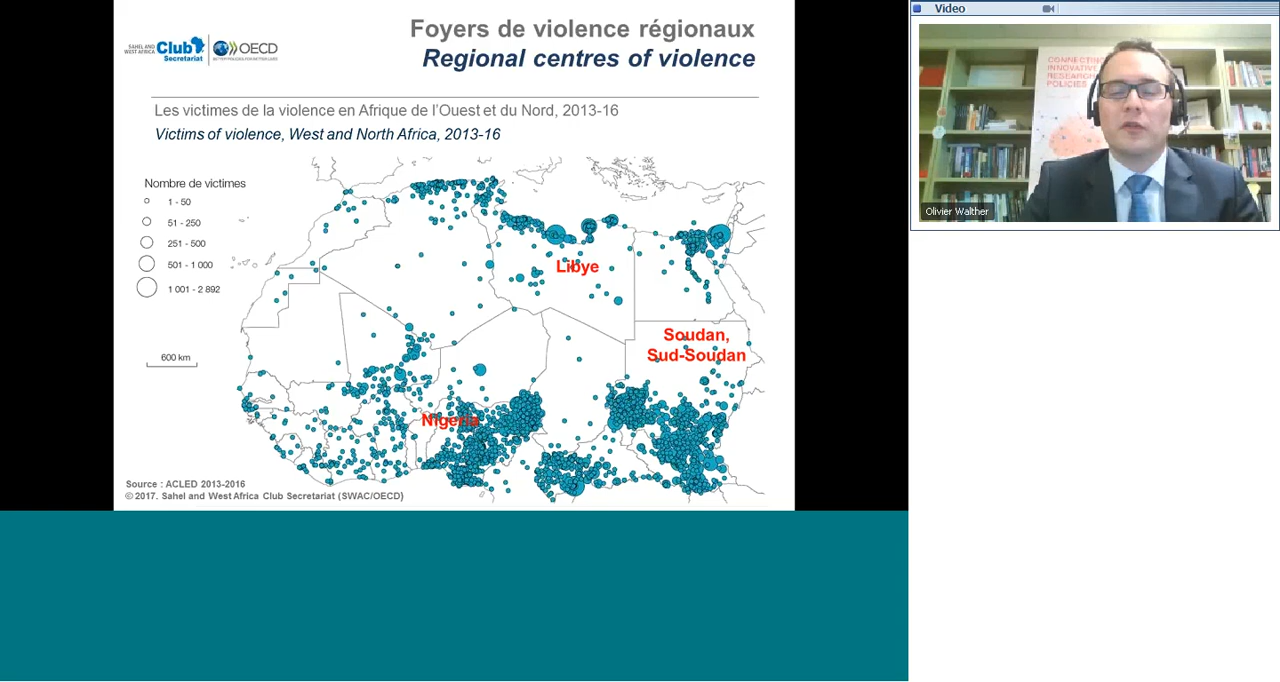 Foyers de violence régionaux
Regional centres of violence
SAHEL AND
WEST AFRICA
Club
Secretariat
OECD
BETTER POLICIES FOR BETTER LIVES
Les victimes de la violence en Afrique de l'Ouest et du Nord, 2013-16
Victims of violence, West and North Africa, 2013-16
Nombre de victimes
1 - 50
51 - 250
251 - 500
501 - 1 000
1 001 - 2 892
600 km
Libye
Soudan,
Sud-Soudan
Nigeria
Source : ACLED 2013-2016
© 2017. Sahel and West Africa Club Secretariat (SWAC/OECD)
Video
CONNECTING
INNOVATIVE
RESEARCH
POLICIES
Olivier Walther